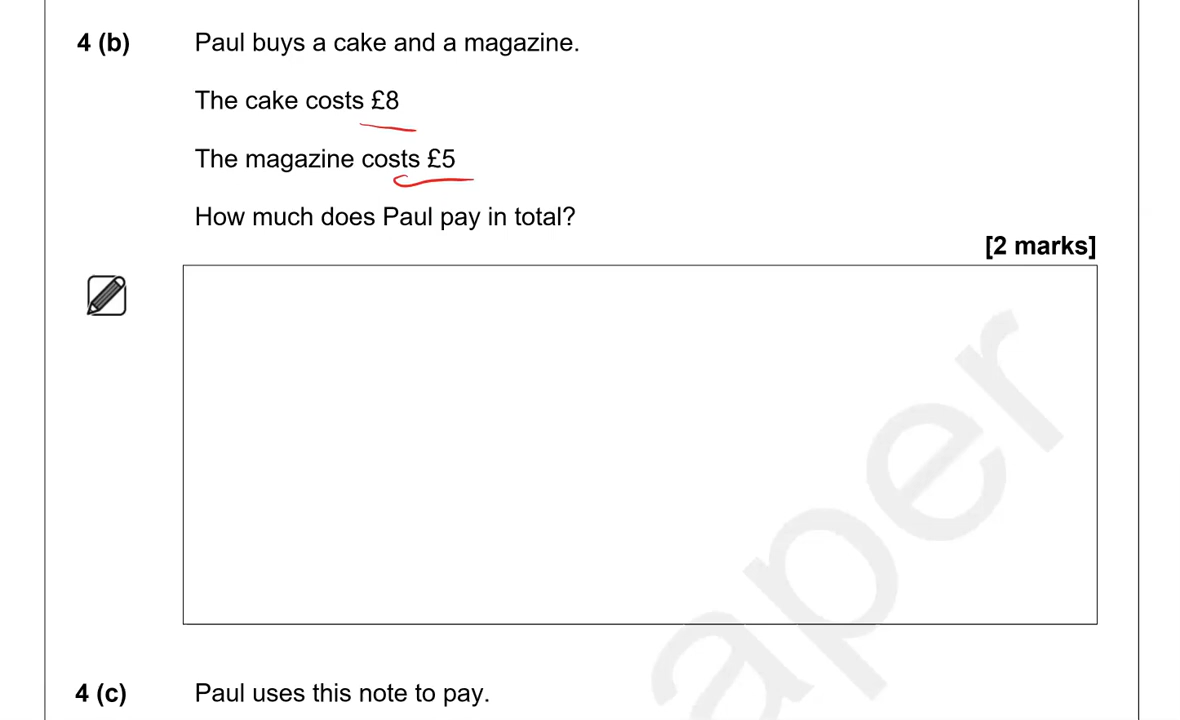 4 (b) Paul buys a cake and a magazine.
The cake costs £8
The magazine costs £5
How much does Paul pay in total?
[2 marks]
aper
4 (c) Paul uses this note to pay.